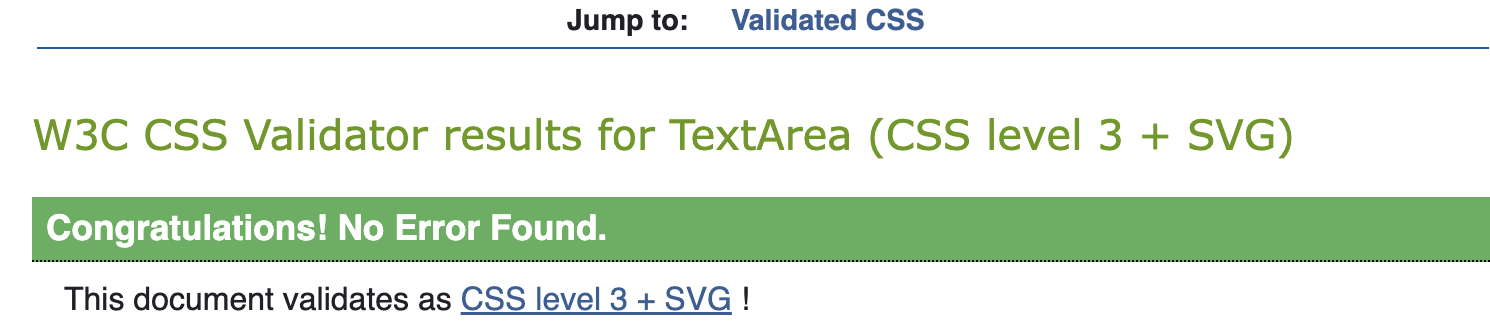 Jump to: Validated CSS
W3C CSS Validator results for TextArea (CSS level 3 + SVG)
Congratulations! No Error Found.
This document validates as CSS level 3 + SVG !